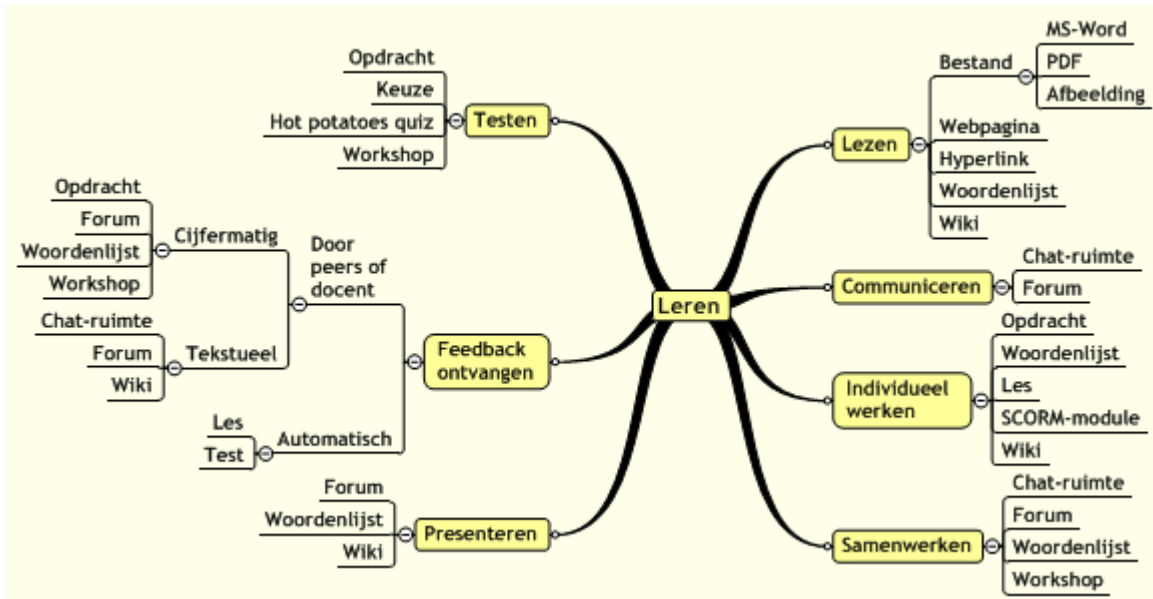 Leren
Testen
Opdracht
Keuze
Hot potatoes quiz
Workshop
Feedback
ontvangen
Door
peers of
docent
Cijfermatig
Opdracht
Forum
Woordenlijst
Workshop
Tekstueel
Chat-ruimte
Forum
Wiki
Automatisch
Les
Test
Presenteren
Forum
Woordenlijst
Wiki
Lezen
Bestand
MS-Word
PDF
Afbeelding
Webpagina
Hyperlink
Woordenlijst
Wiki
Communiceren
Chat-ruimte
Forum
Individueel
werken
Opdracht
Woordenlijst
Les
SCORM-module
Wiki
Samenwerken
Chat-ruimte
Forum
Woordenlijst
Workshop